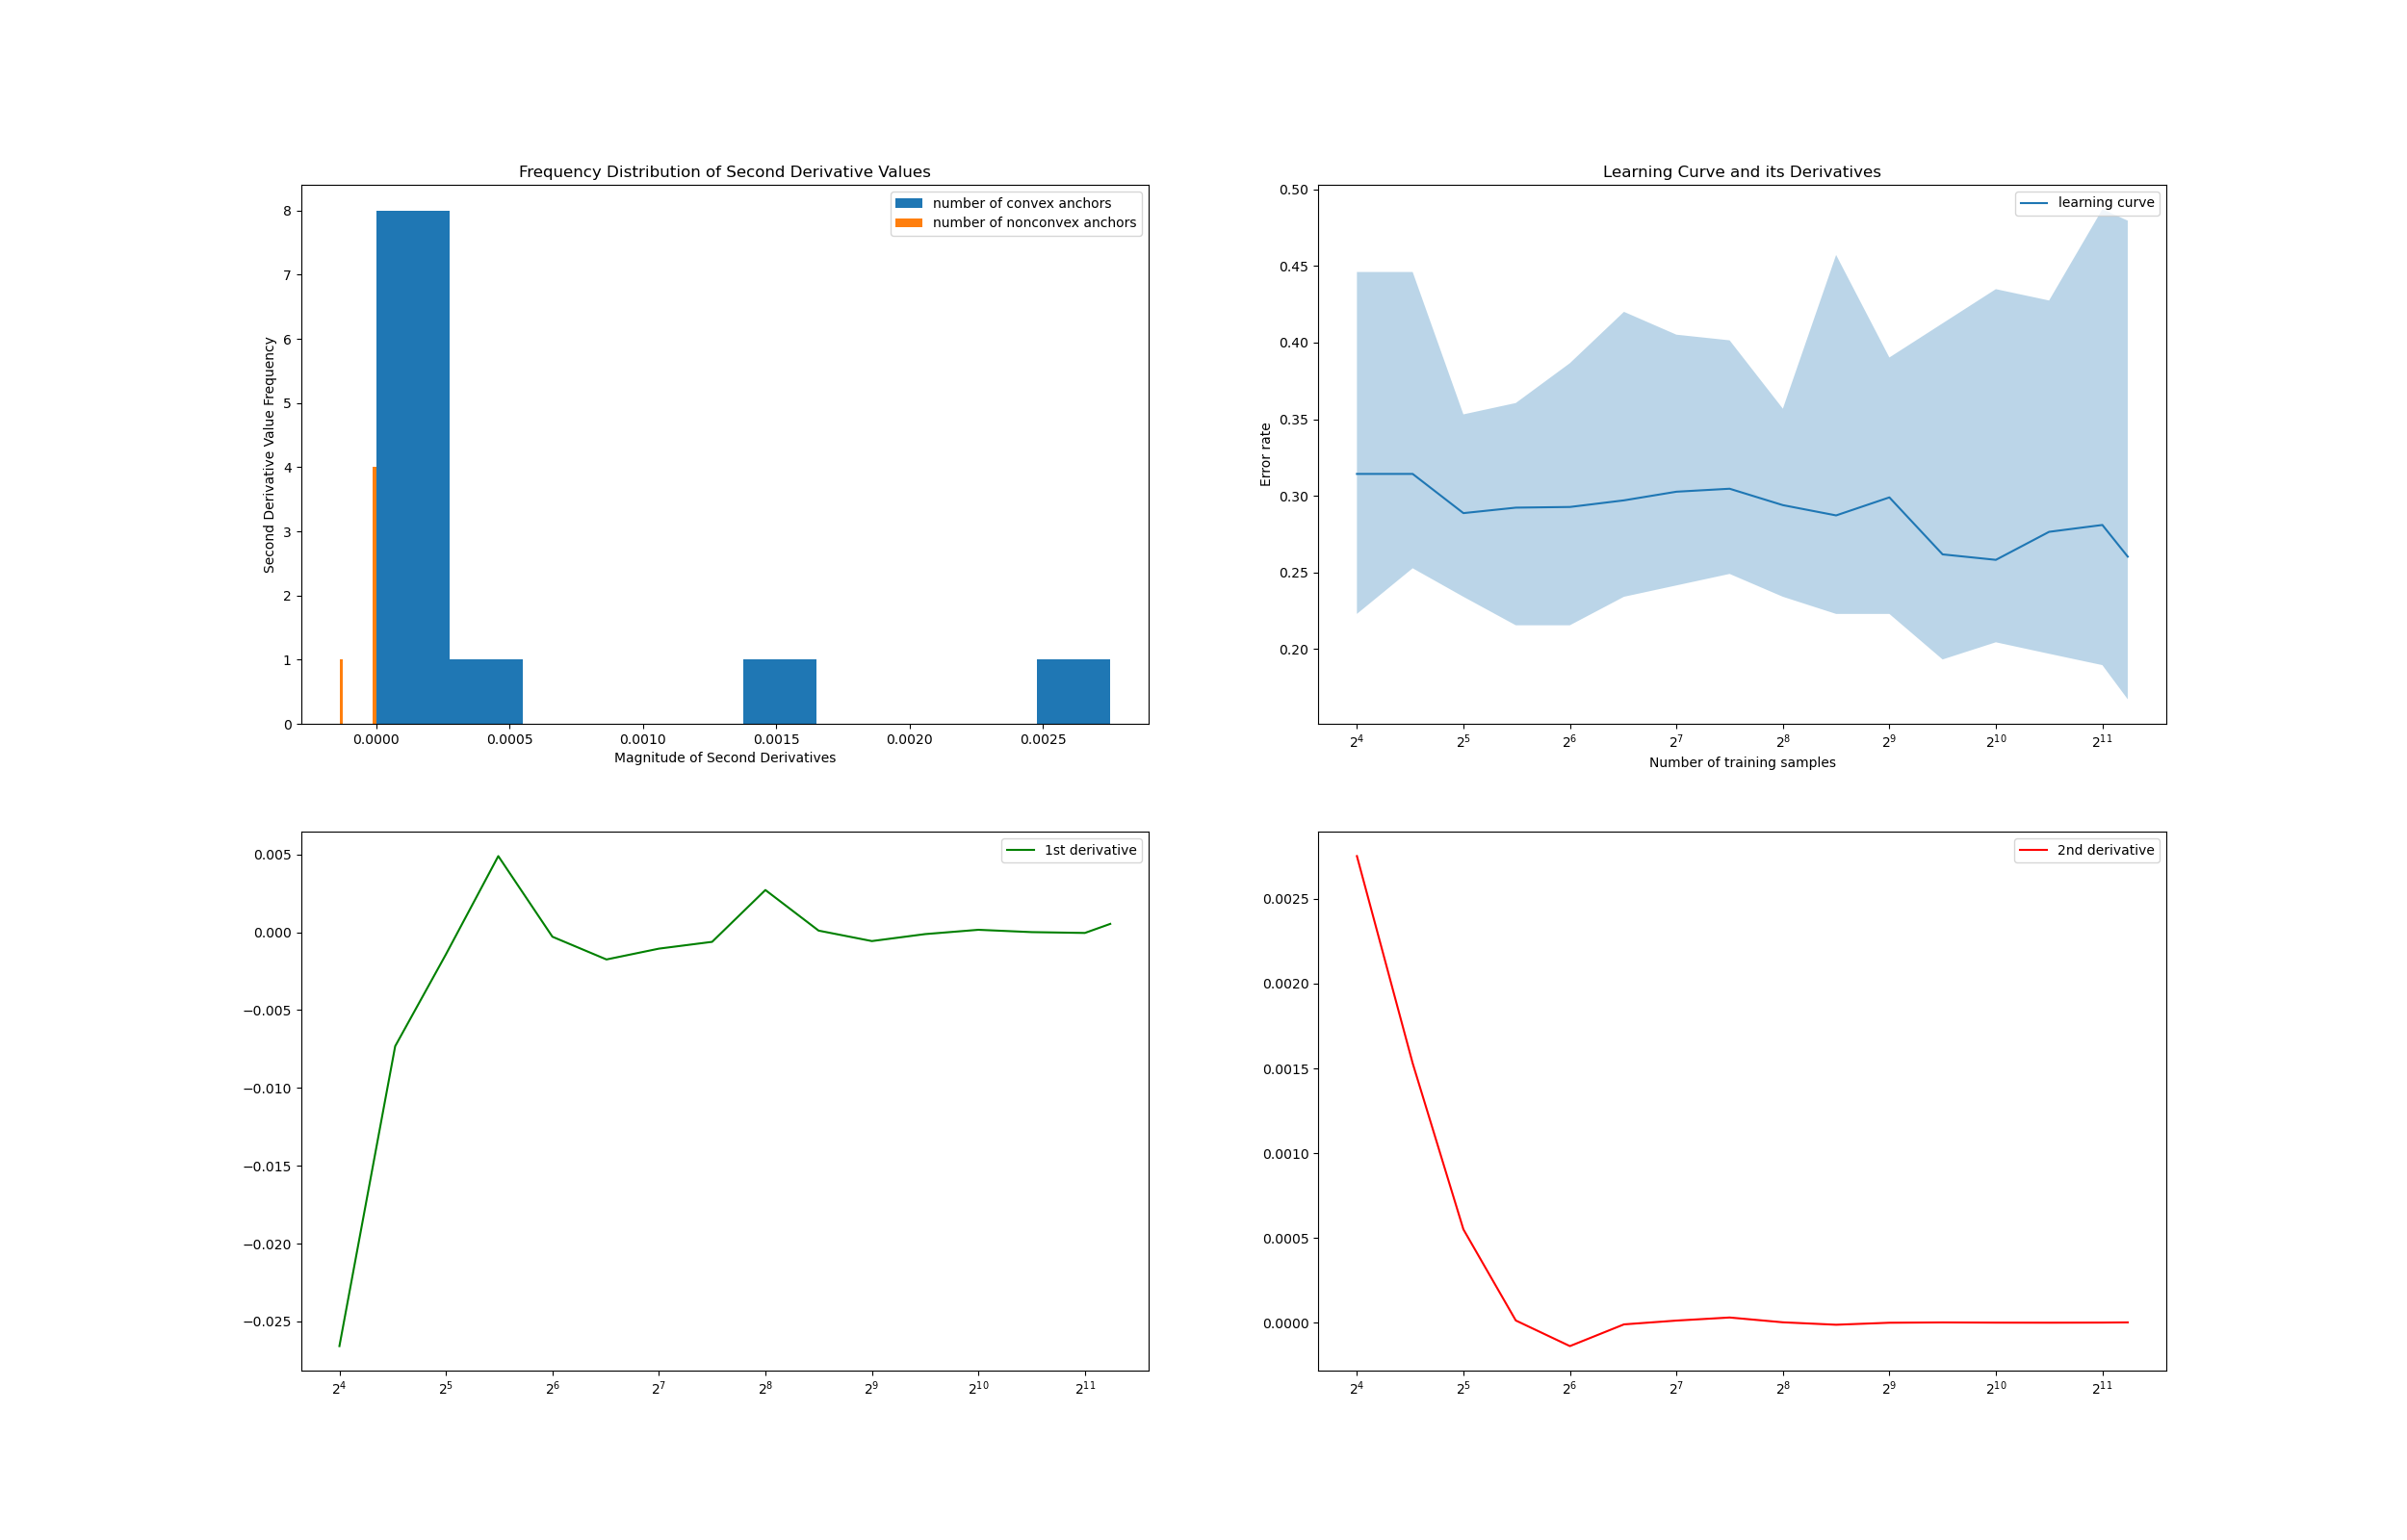 Frequency Distribution of Second Derivative Values
number of convex anchors
number of nonconvex anchors
Second Derivative Value Frequency
8
7
6
5
4
3
2
1
0
0.0000 0.0005 0.0010 0.0015 0.0020 0.0025
Magnitude of Second Derivatives
Learning Curve and its Derivatives
learning curve
Error rate
0.50
0.45
0.40
0.35
0.30
0.25
0.20
2⁴ 2⁵ 2⁶ 2⁷ 2⁸ 2⁹ 2¹⁰ 2¹¹
Number of training samples
1st derivative
0.005
0.000
−0.005
−0.010
−0.015
−0.020
−0.025
2⁴ 2⁵ 2⁶ 2⁷ 2⁸ 2⁹ 2¹⁰ 2¹¹
2nd derivative
0.0025
0.0020
0.0015
0.0010
0.0005
0.0000
2⁴ 2⁵ 2⁶ 2⁷ 2⁸ 2⁹ 2¹⁰ 2¹¹